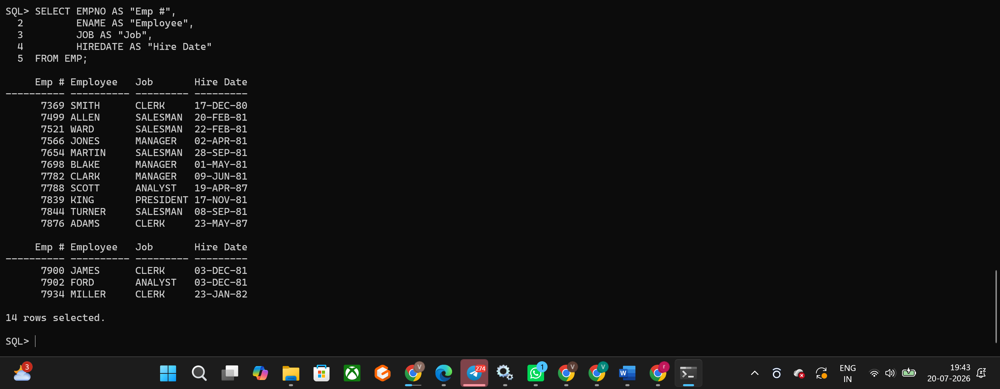 SQL> SELECT EMPNO AS "Emp #",
  2         ENAME AS "Employee",
  3         JOB AS "Job",
  4         HIREDATE AS "Hire Date"
  5  FROM EMP;

     Emp # Employee   Job       Hire Date
---------- ---------- --------- ---------
      7369 SMITH      CLERK     17-DEC-80
      7499 ALLEN      SALESMAN  20-FEB-81
      7521 WARD       SALESMAN  22-FEB-81
      7566 JONES      MANAGER   02-APR-81
      7654 MARTIN     SALESMAN  28-SEP-81
      7698 BLAKE      MANAGER   01-MAY-81
      7782 CLARK      MANAGER   09-JUN-81
      7788 SCOTT      ANALYST   19-APR-87
      7839 KING       PRESIDENT 17-NOV-81
      7844 TURNER     SALESMAN  08-SEP-81
      7876 ADAMS      CLERK     23-MAY-87

     Emp # Employee   Job       Hire Date
---------- ---------- --------- ---------
      7900 JAMES      CLERK     03-DEC-81
      7902 FORD       ANALYST   03-DEC-81
      7934 MILLER     CLERK     23-JAN-82

14 rows selected.

SQL>
3
V
274
1
V
V
W
r
ENG
IN
19:43
20-07-2026